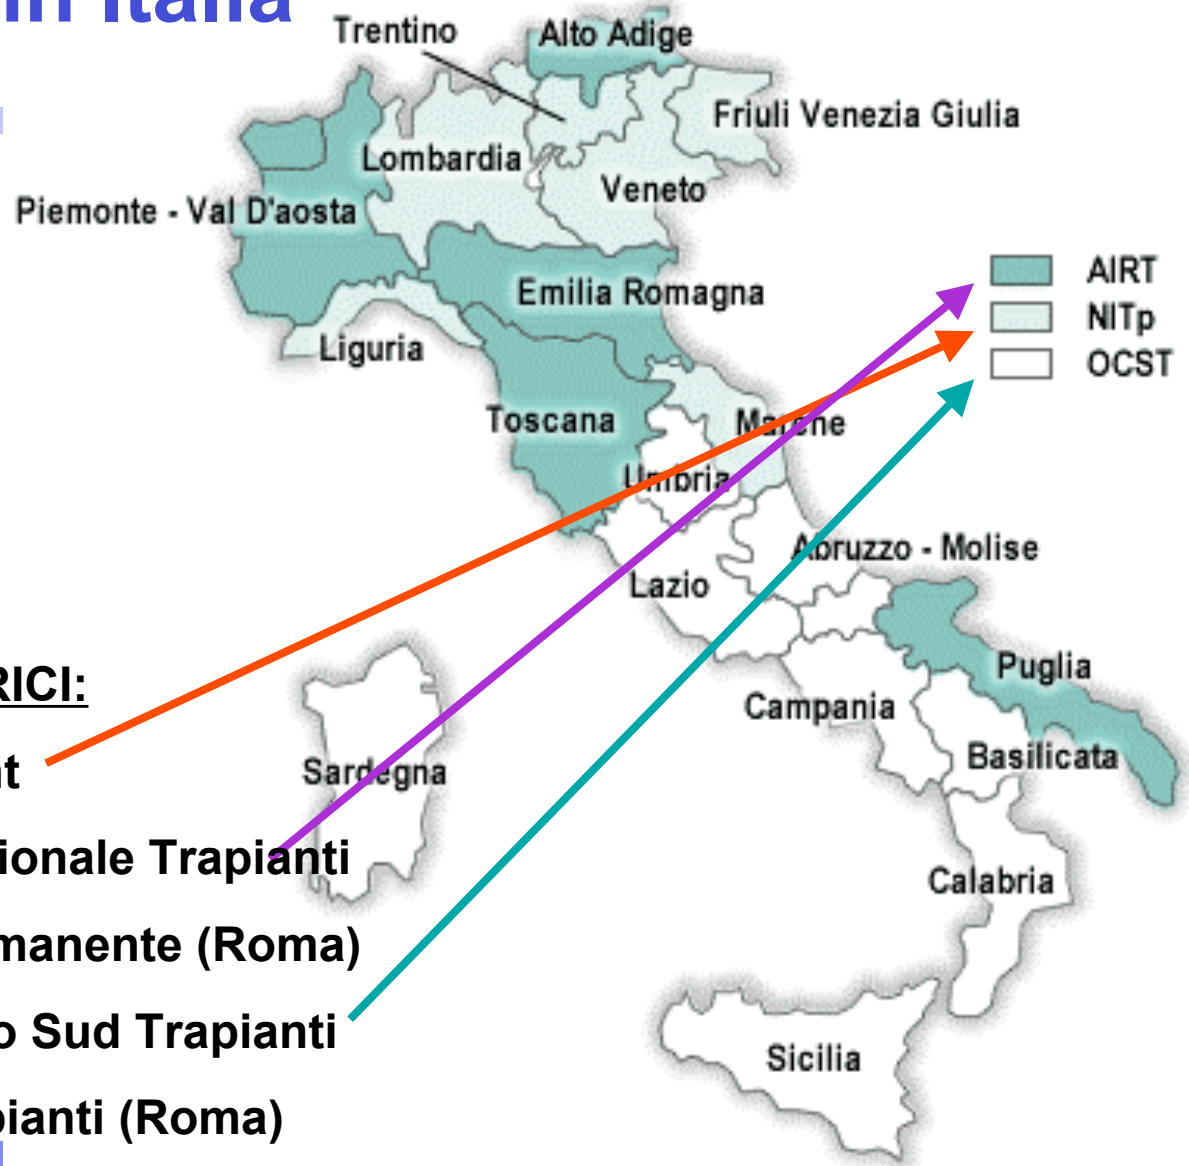 in Italia
Trentino
Alto Adige
Friuli Venezia Giulia
Lombardia
Veneto
Piemonte - Val D'aosta
AIRT
Emilia Romagna
NITp
Liguria
OCST
Toscana
Marche
Umbria
Abruzzo - Molise
Lazio
RICI:
Puglia
Campania
nt
Basilicata
Sardegna
ionale Trapianti
Calabria
manente (Roma)
o Sud Trapianti
Sicilia
pianti (Roma)